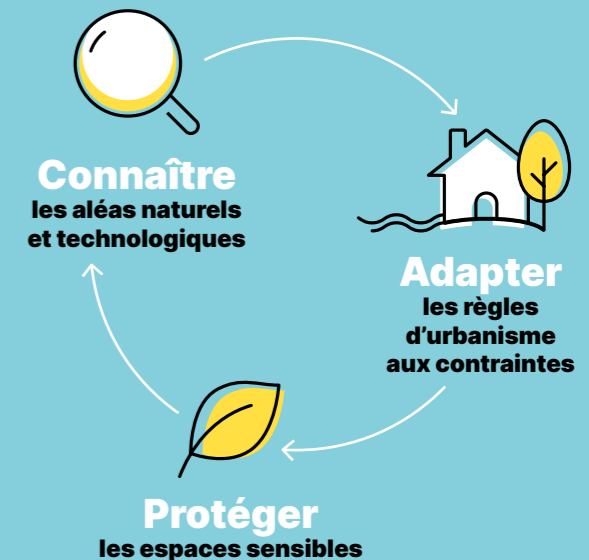 Connaître
les aléas naturels
et technologiques
Adapter
les règles
d'urbanisme
aux contraintes
Protéger
les espaces sensibles